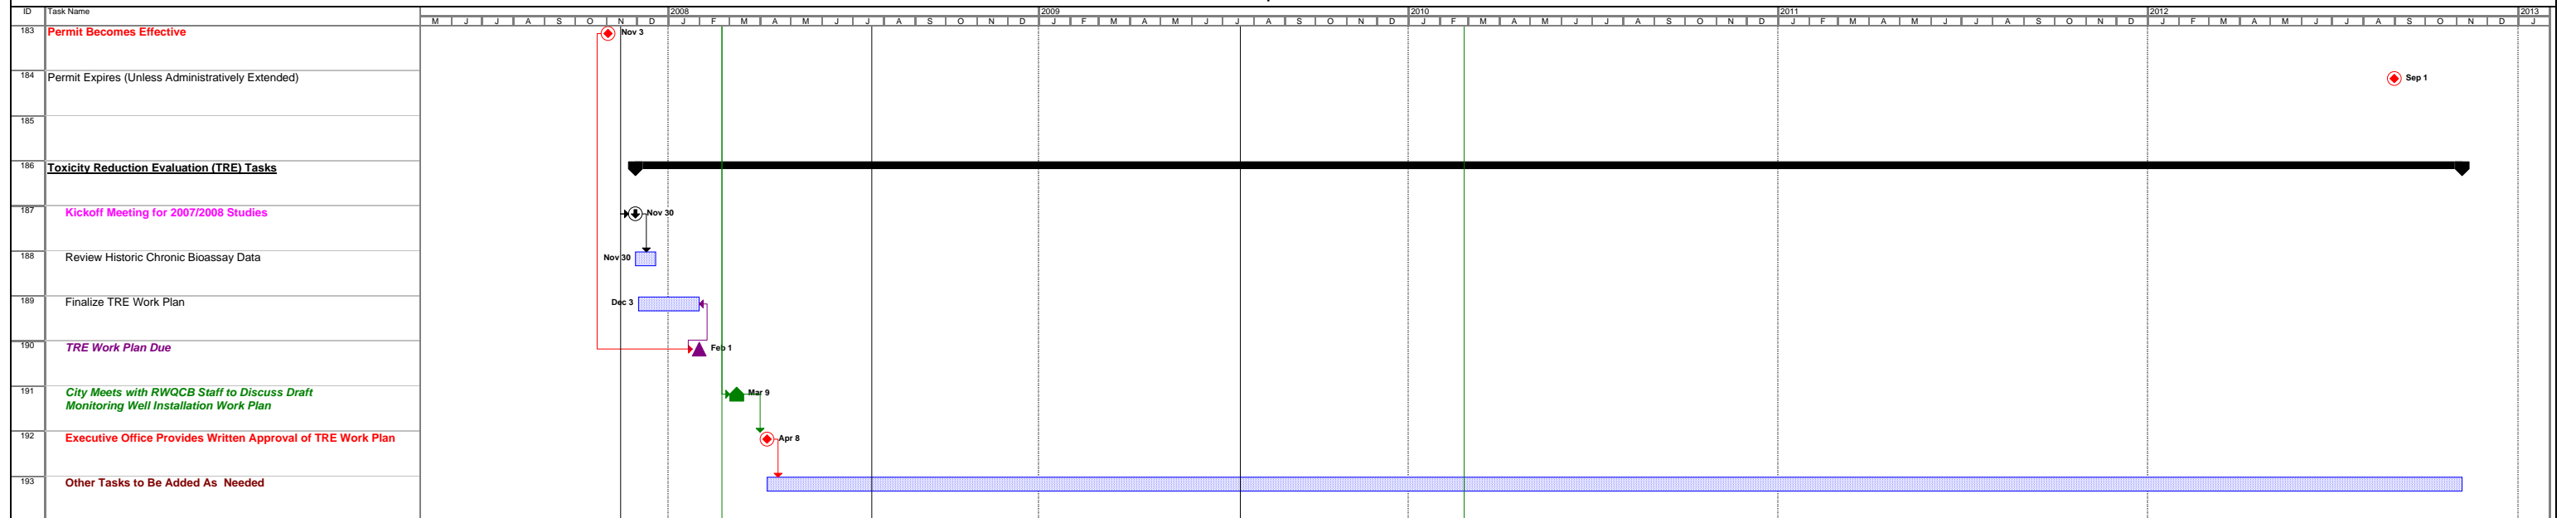 ID Task Name 2008 2009 2010 2011 2012 2013
M J J A S O N D J F M A M J J A S O N D J F M A M J J A S O N D J F M A M J J A S O N D J F M A M J J A S O N D J F M A M J J A S O N D J
183 Permit Becomes Effective Nov 3
184 Permit Expires (Unless Administratively Extended) Sep 1
185
186 Toxicity Reduction Evaluation (TRE) Tasks
187 Kickoff Meeting for 2007/2008 Studies Nov 30
188 Review Historic Chronic Bioassay Data Nov 30
189 Finalize TRE Work Plan Dec 3
190 TRE Work Plan Due Feb 1
191 City Meets with RWQCB Staff to Discuss Draft Mar 9
Monitoring Well Installation Work Plan
192 Executive Office Provides Written Approval of TRE Work Plan Apr 8
193 Other Tasks to Be Added As Needed